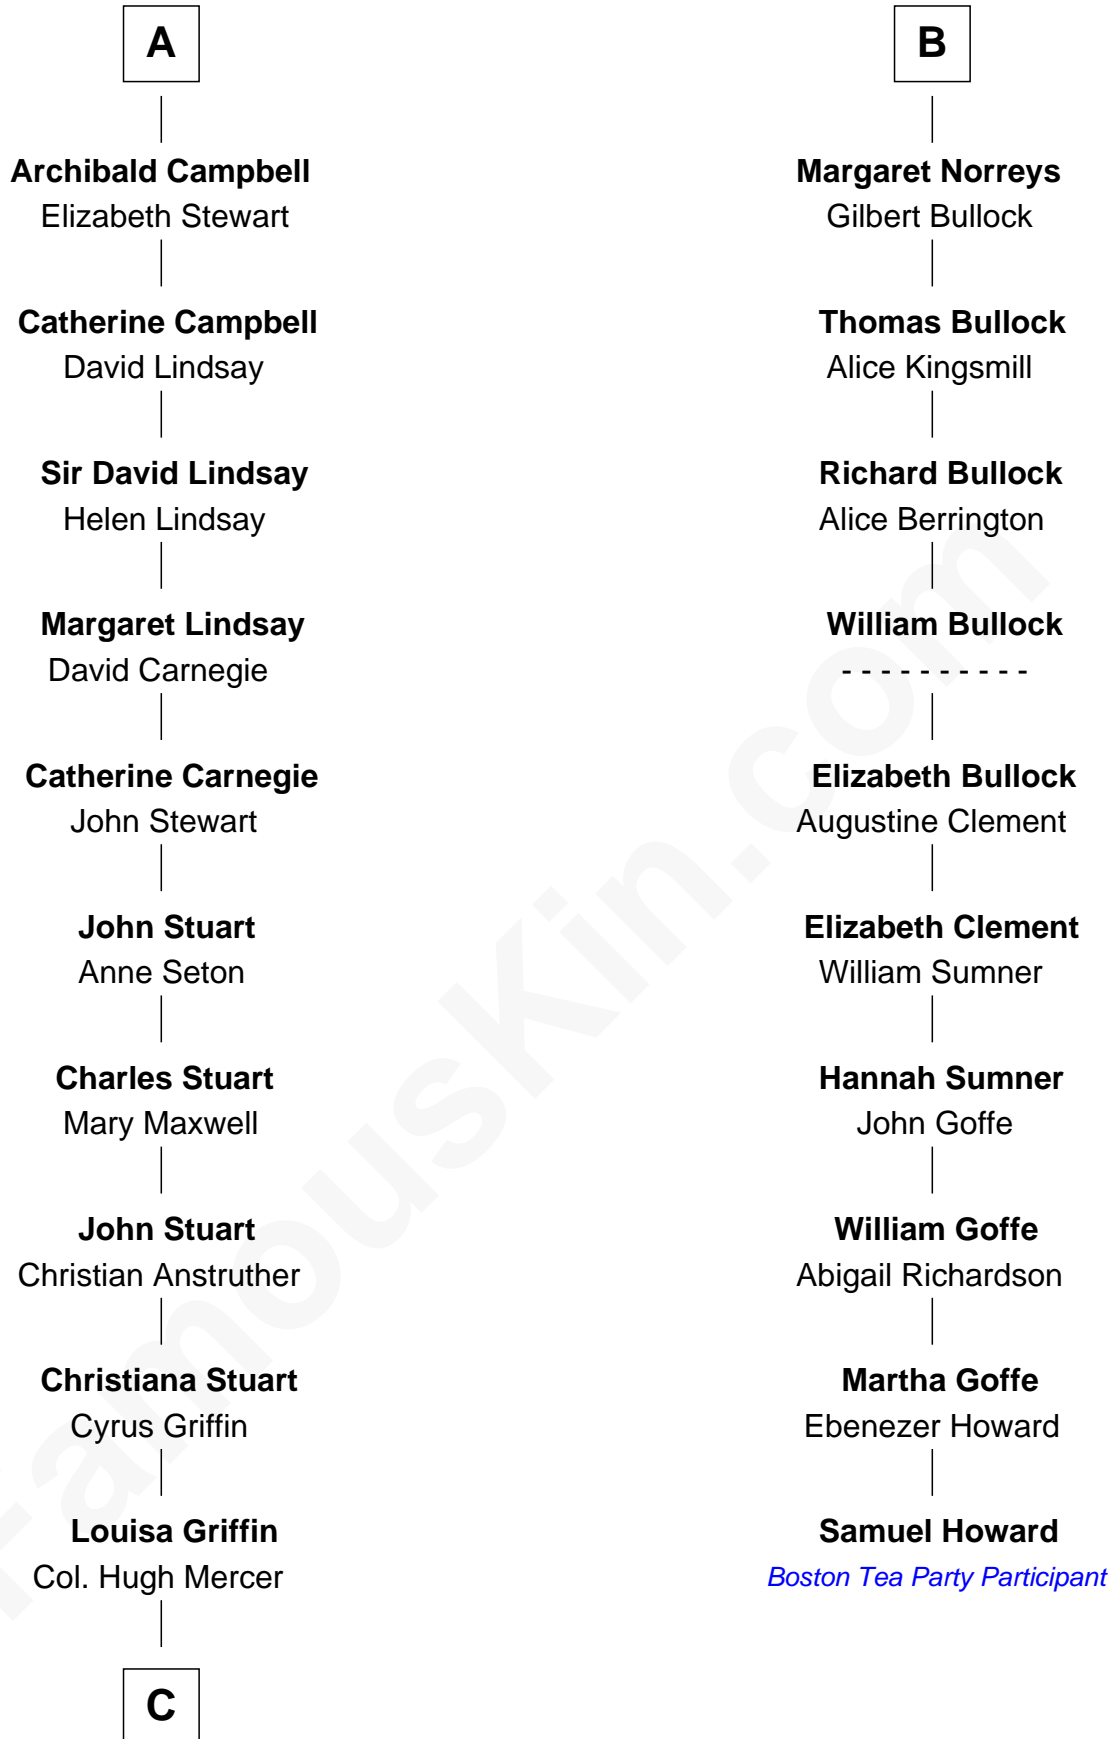 A
Archibald Campbell
Elizabeth Stewart
Catherine Campbell
David Lindsay
Sir David Lindsay
Helen Lindsay
Margaret Lindsay
David Carnegie
Catherine Carnegie
John Stewart
John Stuart
Anne Seton
Charles Stuart
Mary Maxwell
John Stuart
Christian Anstruther
Christiana Stuart
Cyrus Griffin
Louisa Griffin
Col. Hugh Mercer
C
B
Margaret Norreys
Gilbert Bullock
Thomas Bullock
Alice Kingsmill
Richard Bullock
Alice Berrington
William Bullock
- - - - - - - - - -
Elizabeth Bullock
Augustine Clement
Elizabeth Clement
William Sumner
Hannah Sumner
John Goffe
William Goffe
Abigail Richardson
Martha Goffe
Ebenezer Howard
Samuel Howard
Boston Tea Party Participant
FamousKin.com